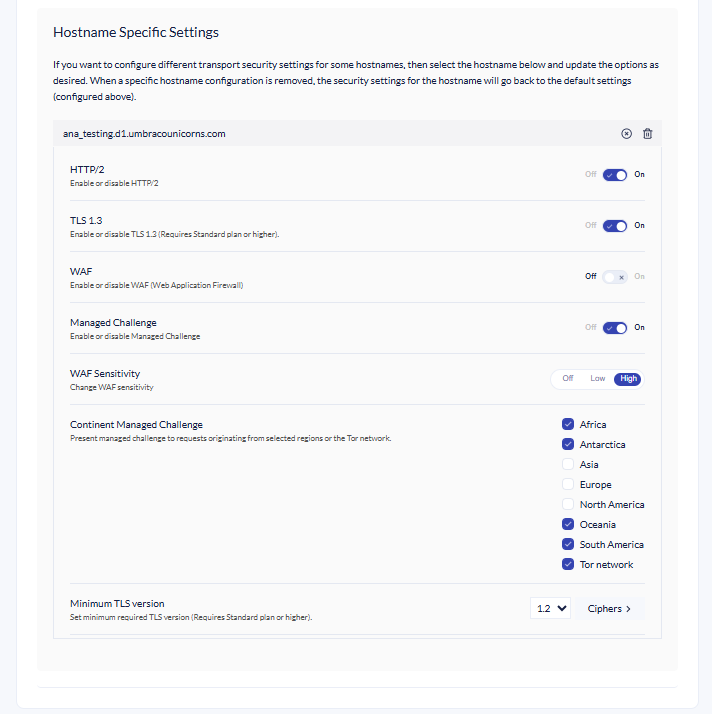 Hostname Specific Settings
If you want to configure different transport security settings for some hostnames, then select the hostname below and update the options as
desired. When a specific hostname configuration is removed, the security settings for the hostname will go back to the default settings
(configured above).
ana_testing.d1.umbracounicorns.com
HTTP/2
Off On
Enable or disable HTTP/2
TLS 1.3
Off On
Enable or disable TLS 1.3 (Requires Standard plan or higher).
WAF
Off On
Enable or disable WAF (Web Application Firewall)
Managed Challenge
Off On
Enable or disable Managed Challenge
WAF Sensitivity
Off Low High
Change WAF sensitivity
Continent Managed Challenge
Present managed challenge to requests originating from selected regions or the Tor network.
Africa
Antarctica
Asia
Europe
North America
Oceania
South America
Tor network
Minimum TLS version
Set minimum required TLS version (Requires Standard plan or higher).
1.2 Ciphers >